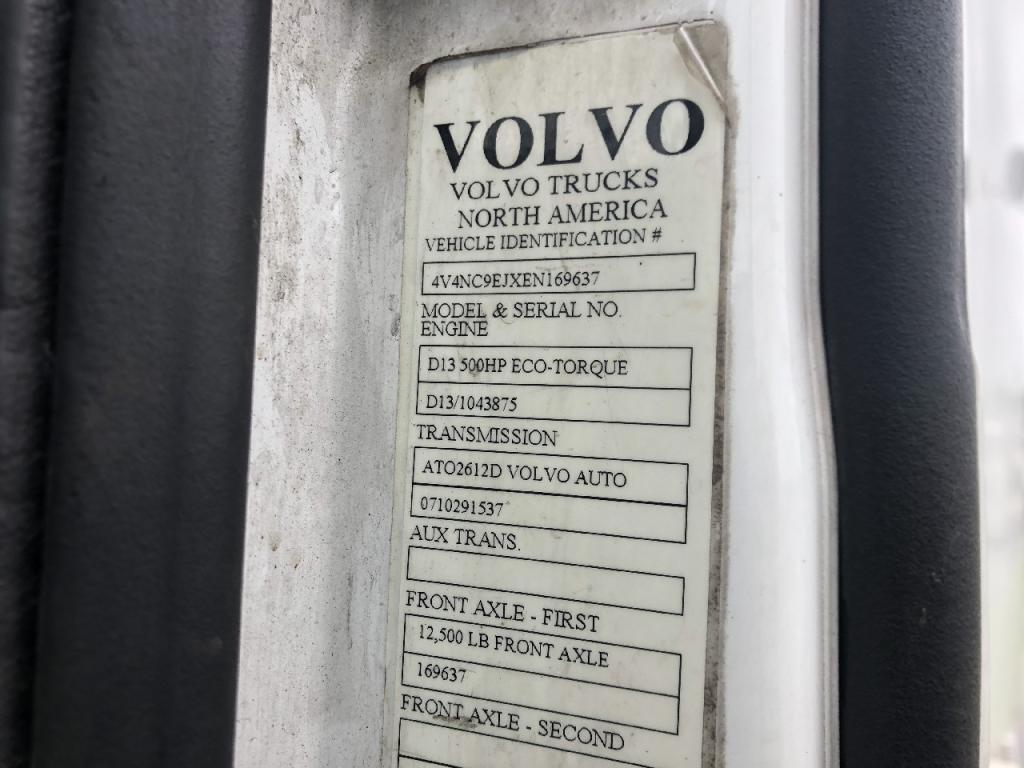 VOLVO
VOLVO TRUCKS
NORTH AMERICA
VEHICLE IDENTIFICATION #
4V4NC9EJXEN169637
MODEL & SERIAL NO.
ENGINE
D13 500HP ECO-TORQUE
D13/1043875
TRANSMISSION
ATO2612D VOLVO AUTO
0710291537
AUX TRANS.
FRONT AXLE - FIRST
12,500 LB FRONT AXLE
169637
FRONT AXLE - SECOND